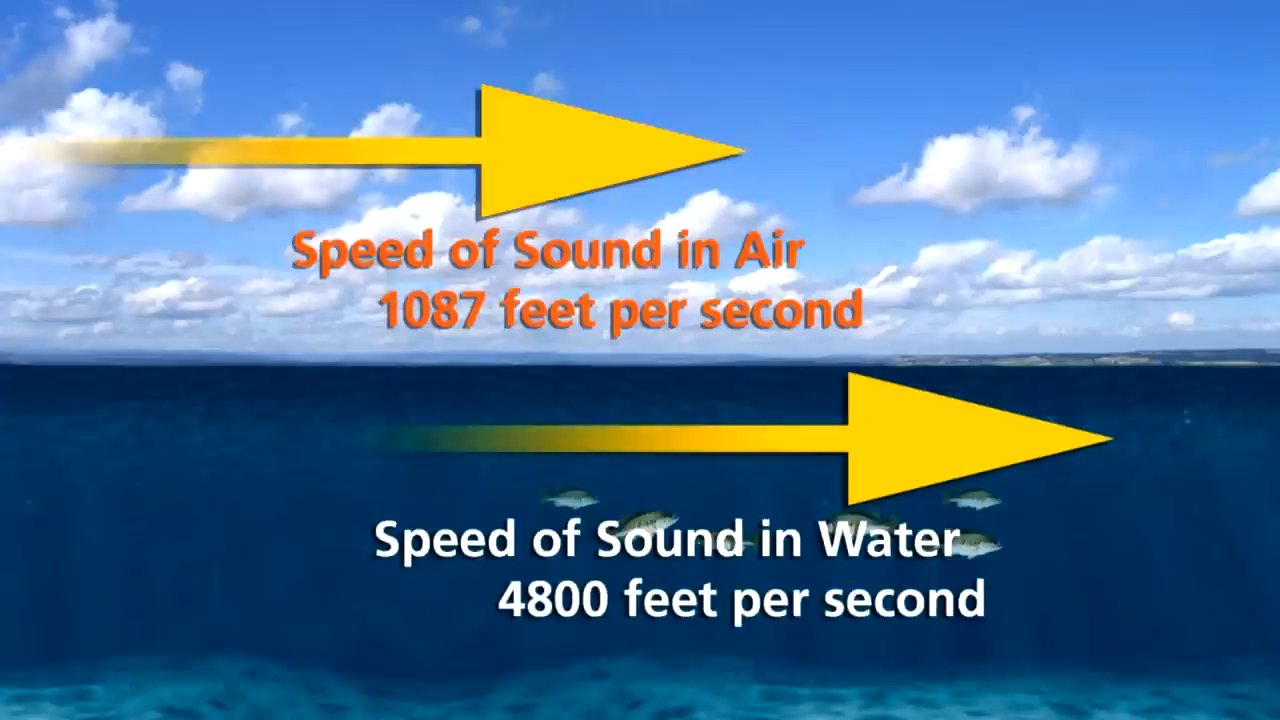 Speed of Sound in Air
1087 feet per second
Speed of Sound in Water
4800 feet per second